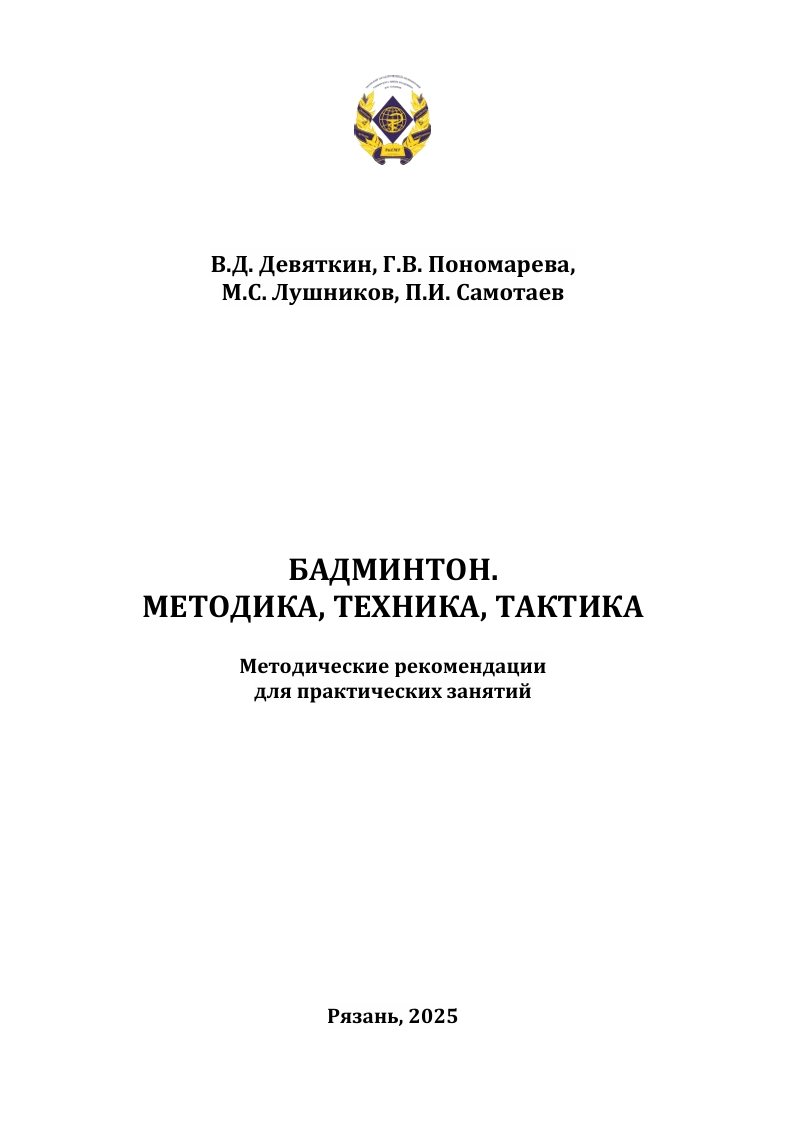 В.Д. Девяткин, Г.В. Пономарева,
М.С. Лушников, П.И. Самотаев
БАДМИНТОН.
МЕТОДИКА, ТЕХНИКА, ТАКТИКА
Методические рекомендации
для практических занятий
Рязань, 2025